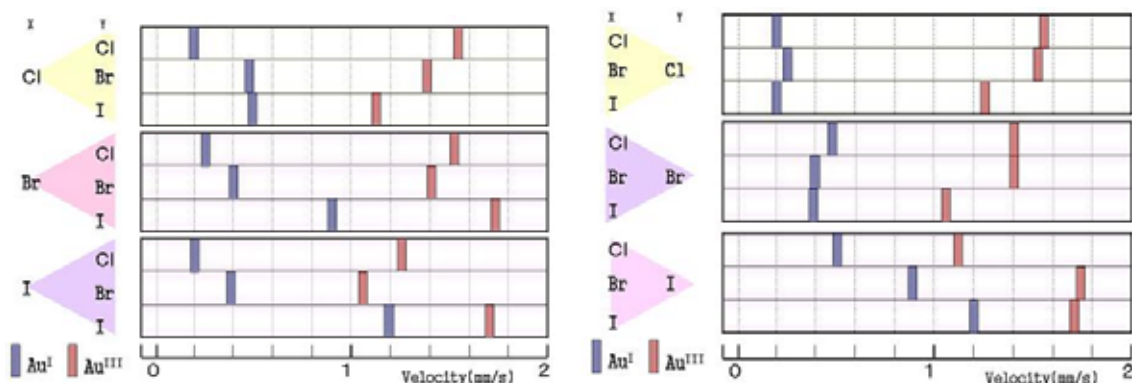 X Y
Cl
Cl Br
I
Cl
Br Br
I
Cl
I Br
I
Au^I Au^III
0 1 2
Velocity(mm/s)
X Y
Cl
Br Cl
I
Cl
Br Br
I
Cl
Br I
I
Au^I Au^III
0 1 2
Velocity(mm/s)